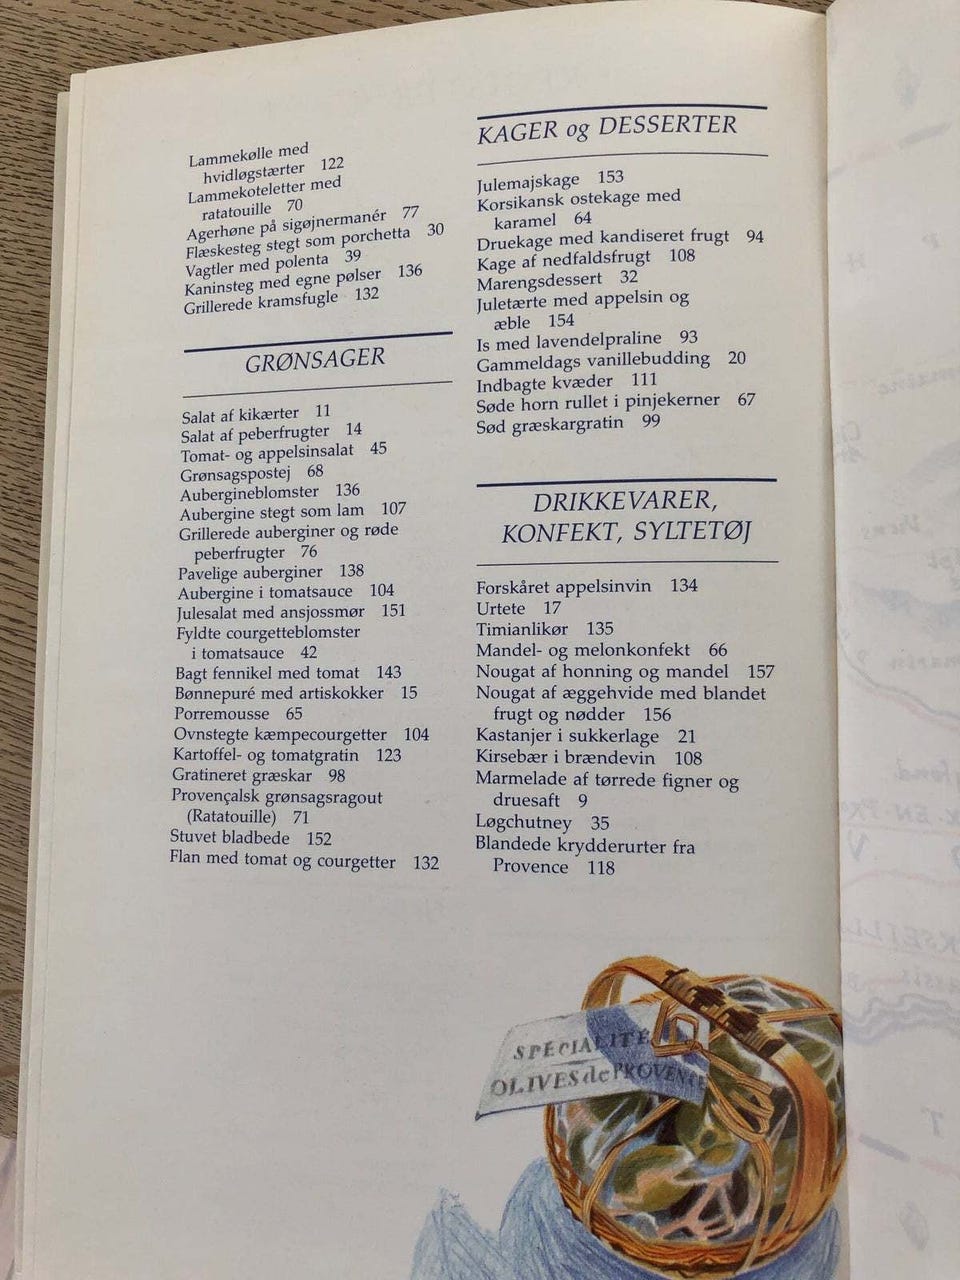 Lammekølle med
hvidløgstærter 122
Lammekoteletter med
ratatouille 70
Agerhøne på sigøjnermanér 77
Flæskesteg stegt som porchetta 30
Vagtler med polenta 39
Kaninsteg med egne pølser 136
Grillerede kramsfugle 132
GRØNSAGER
Salat af kikærter 11
Salat af peberfrugter 14
Tomat- og appelsinsalat 45
Grønsagspostej 68
Aubergineblomster 136
Aubergine stegt som lam 107
Grillerede auberginer og røde
peberfrugter 76
Pavelige auberginer 138
Aubergine i tomatsauce 104
Julesalat med ansjossmør 151
Fyldte courgetteblomster
i tomatsauce 42
Bagt fennikel med tomat 143
Bønnepuré med artiskokker 15
Porremousse 65
Ovnstegte kæmpecourgetter 104
Kartoffel- og tomatgratin 123
Gratineret græskar 98
Provençalsk grønsagsragout
(Ratatouille) 71
Stuvet bladbede 152
Flan med tomat og courgetter 132
KAGER og DESSERTER
Julemajskage 153
Korsikansk ostekage med
karamel 64
Druekage med kandiseret frugt 94
Kage af nedfaldsfrugt 108
Marengsdessert 32
Juletærte med appelsin og
æble 154
Is med lavendelpraline 93
Gammeldags vanillebudding 20
Indbagte kvæder 111
Søde horn rullet i pinjekerner 67
Sød græskargratin 99
DRIKKEVARER,
KONFEKT, SYLTETØJ
Forskåret appelsinvin 134
Urtete 17
Timianlikør 135
Mandel- og melonkonfekt 66
Nougat af honning og mandel 157
Nougat af æggehvide med blandet
frugt og nødder 156
Kastanjer i sukkerlage 21
Kirsebær i brændevin 108
Marmelade af tørrede figner og
druesaft 9
Løgchutney 35
Blandede krydderurter fra
Provence 118
SPÉCIALITÉ
OLIVES de PROVENCE